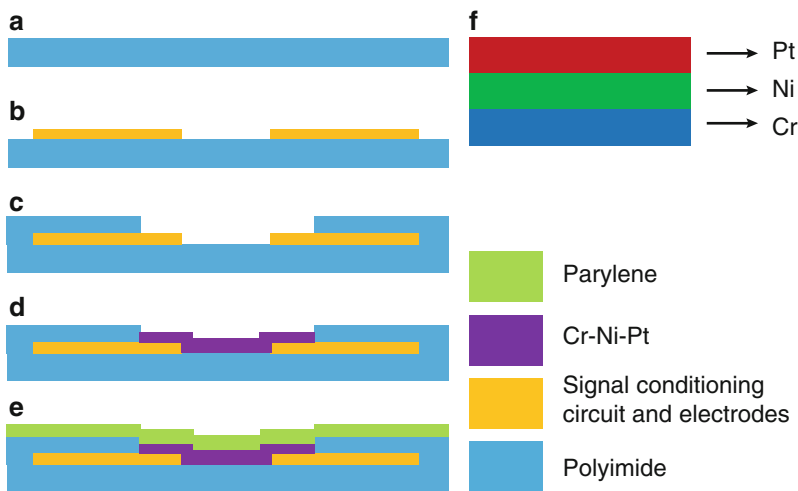 a
b
c
d
e
f
Pt
Ni
Cr
Parylene
Cr-Ni-Pt
Signal conditioning
circuit and electrodes
Polyimide